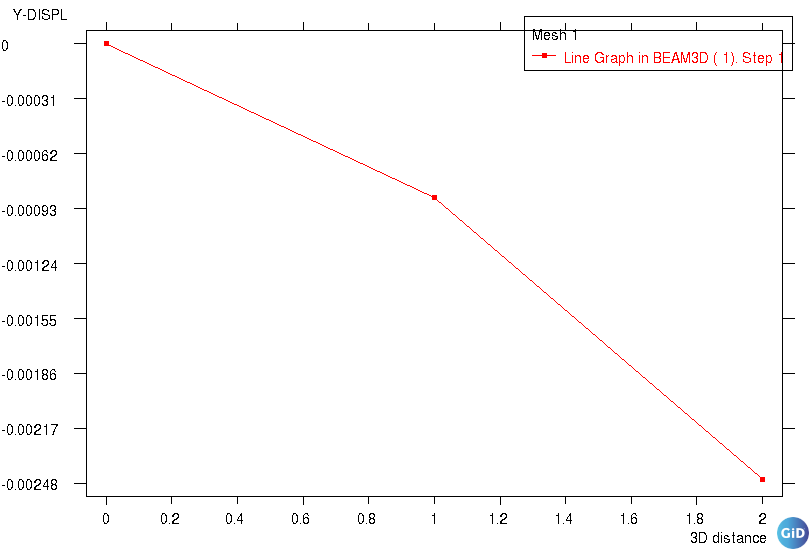 Y-DISPL
Mesh 1
Line Graph in BEAM3D ( 1). Step 1
0
-0.00031
-0.00062
-0.00093
-0.00124
-0.00155
-0.00186
-0.00217
-0.00248
0 0.2 0.4 0.6 0.8 1 1.2 1.4 1.6 1.8 2
3D distance
GiD